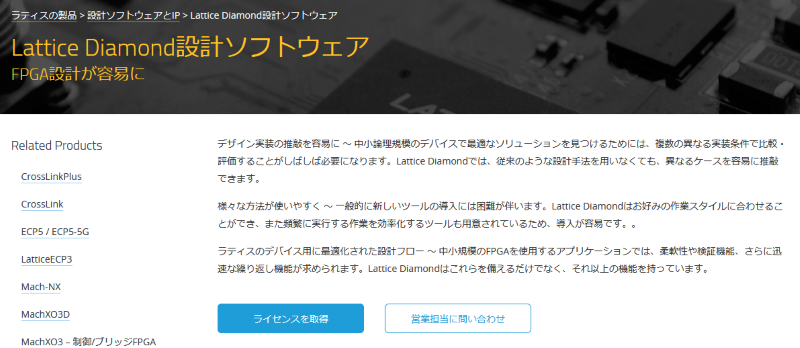 ラティスの製品 > 設計ソフトウェアとIP > Lattice Diamond設計ソフトウェア
Lattice Diamond設計ソフトウェア
FPGA設計が容易に
LATTICE
Related Products
CrossLinkPlus
CrossLink
ECP5 / ECP5-5G
LatticeECP3
Mach-NX
MachXO3D
MachXO3 – 制御/ブリッジFPGA
デザイン実装の推敲を容易に ～ 中小論理規模のデバイスで最適なソリューションを見つけるためには、複数の異なる実装条件で比較・
評価することがしばしば必要になります。Lattice Diamondでは、従来のような設計手法を用いなくても、異なるケースを容易に推敲
できます。
様々な方法が使いやすく ～ 一般的に新しいツールの導入には困難が伴います。Lattice Diamondはお好みの作業スタイルに合わせるこ
とができ、また頻繁に実行する作業を効率化するツールも用意されているため、導入が容易です。。
ラティスのデバイス用に最適化された設計フロー ～ 中小規模のFPGAを使用するアプリケーションでは、柔軟性や検証機能、さらに迅
速な繰り返し機能が求められます。Lattice Diamondはこれらを備えるだけでなく、それ以上の機能を持っています。
ライセンスを取得
営業担当に問い合わせ